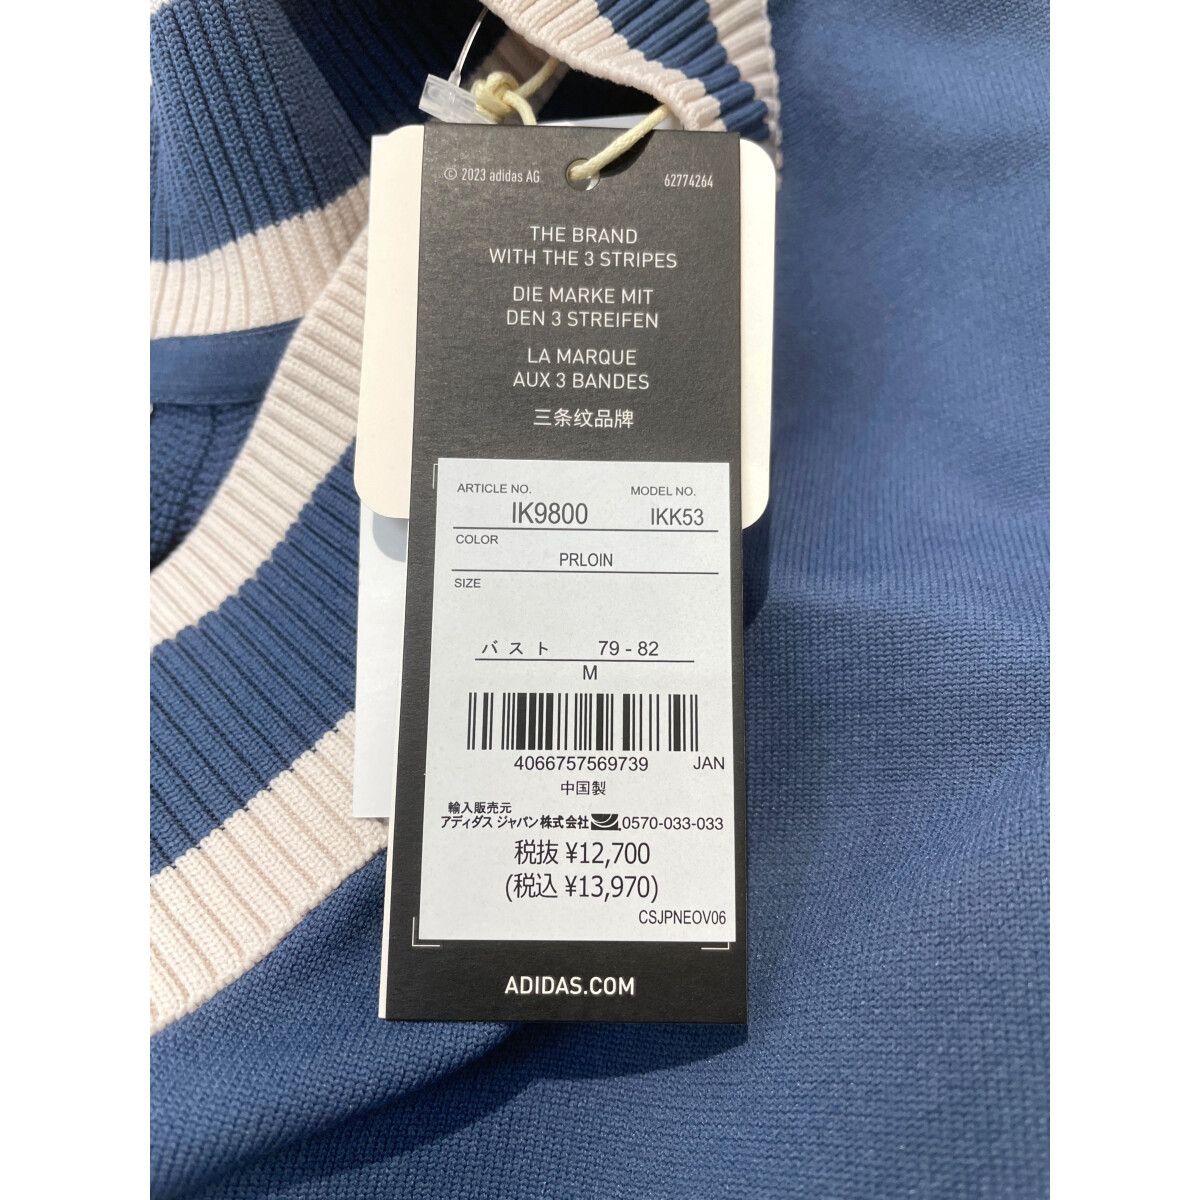 © 2023 adidas AG 62774264
THE BRAND
WITH THE 3 STRIPES
DIE MARKE MIT
DEN 3 STREIFEN
LA MARQUE
AUX 3 BANDES
三条纹品牌
ARTICLE NO. MODEL NO.
IK9800 IKK53
COLOR
PRLOIN
SIZE
バスト 79 - 82
M
4066757569739 JAN
中国製
輸入販売元
アディダス ジャパン株式会社 0570-033-033
税抜 ¥12,700
(税込 ¥13,970)
CSJPNEOV06
ADIDAS.COM